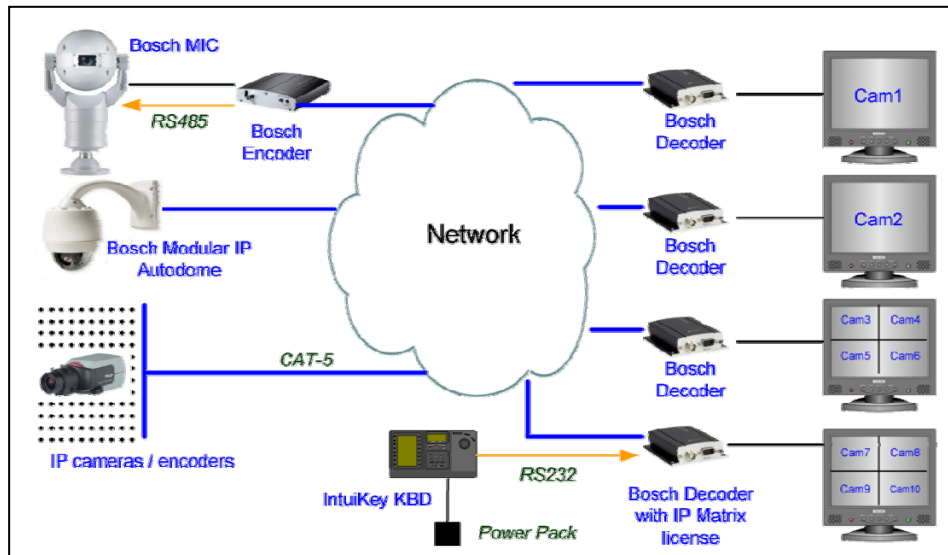 Bosch MIC
RS485
Bosch
Encoder
Bosch Modular IP
Autodome
CAT-5
IP cameras / encoders
Network
IntuiKey KBD
Power Pack
RS232
Bosch
Decoder
Cam1
Bosch
Decoder
Cam2
Bosch
Decoder
Cam3 Cam4
Cam5 Cam6
Bosch Decoder
with IP Matrix
license
Cam7 Cam8
Cam9 Cam10